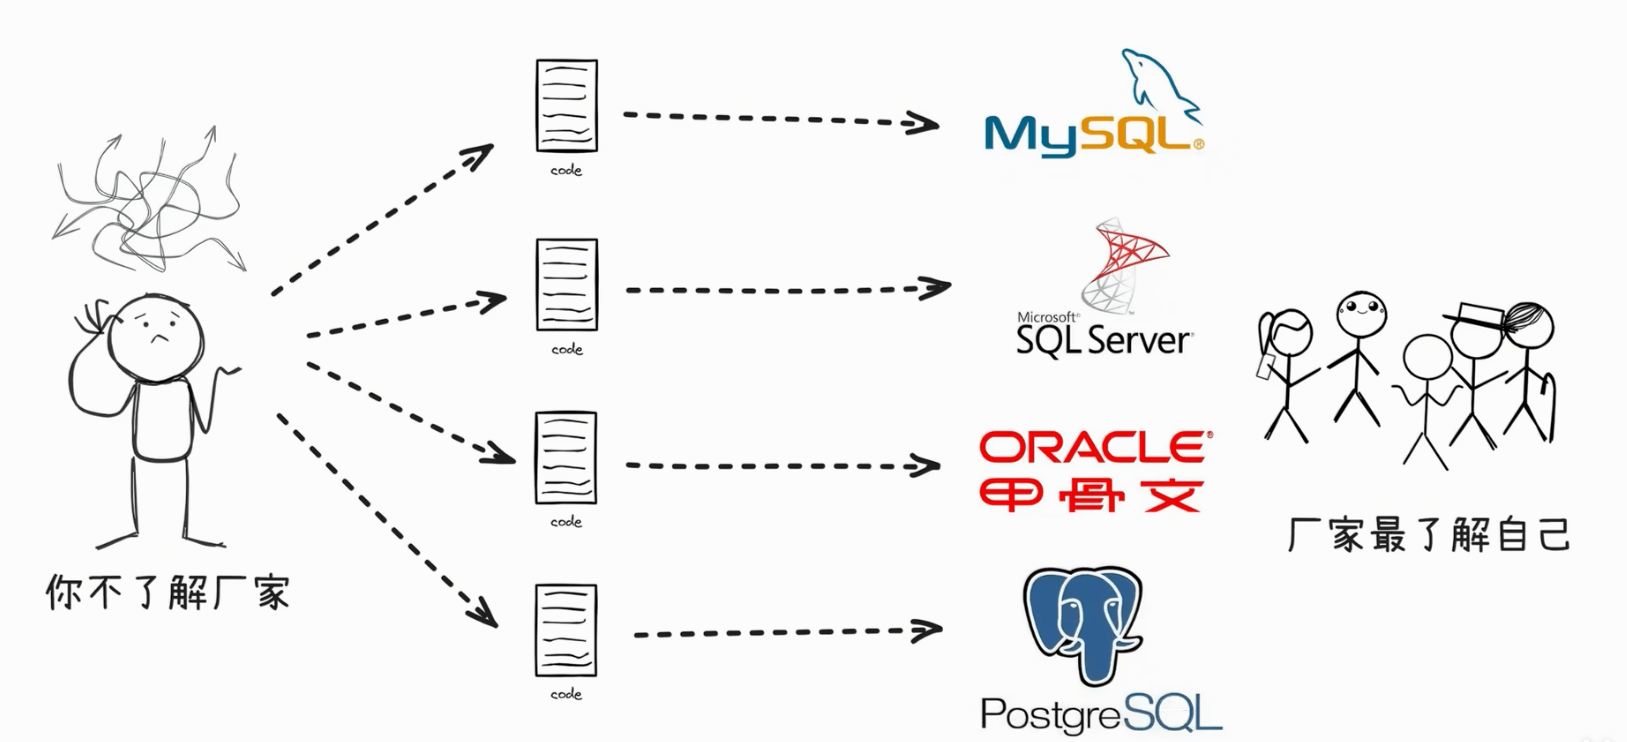 code
MySQL®
code
Microsoft®
SQL Server
code
ORACLE®
甲骨文
code
PostgreSQL
你不了解厂家
厂家最了解自己